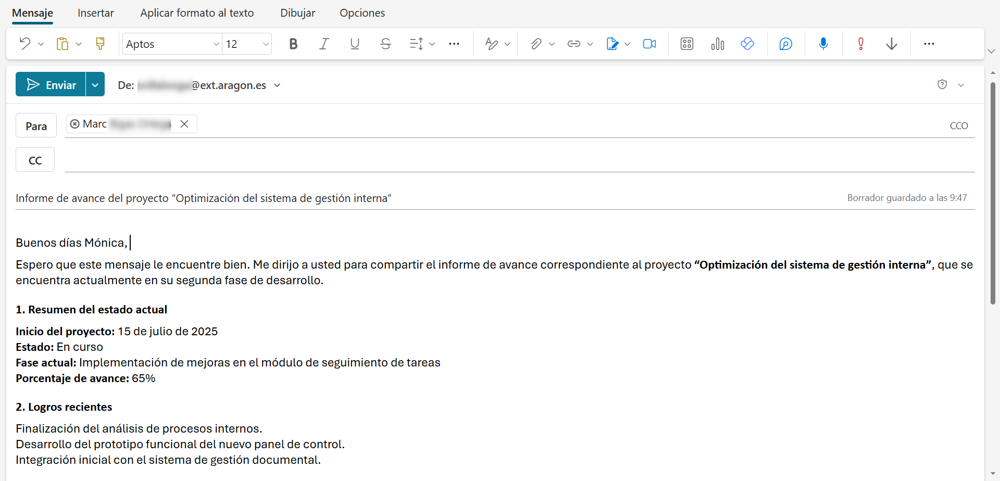 Mensaje Insertar Aplicar formato al texto Dibujar Opciones
Aptos 12
Enviar De: @ext.aragon.es
Para Marc CCO
CC
Informe de avance del proyecto “Optimización del sistema de gestión interna” Borrador guardado a las 9:47
Buenos días Mónica,
Espero que este mensaje le encuentre bien. Me dirijo a usted para compartir el informe de avance correspondiente al proyecto “Optimización del sistema de gestión interna”, que se
encuentra actualmente en su segunda fase de desarrollo.
1. Resumen del estado actual
Inicio del proyecto: 15 de julio de 2025
Estado: En curso
Fase actual: Implementación de mejoras en el módulo de seguimiento de tareas
Porcentaje de avance: 65%
2. Logros recientes
Finalización del análisis de procesos internos.
Desarrollo del prototipo funcional del nuevo panel de control.
Integración inicial con el sistema de gestión documental.